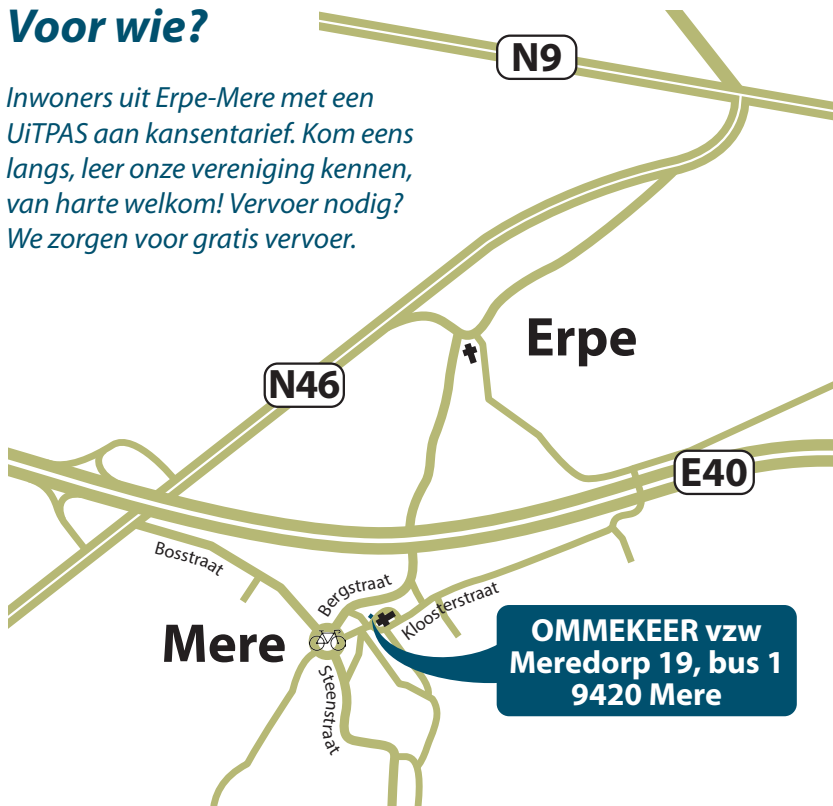 Voor wie?
Inwoners uit Erpe-Mere met een
UiTPAS aan kansentarief. Kom eens
langs, leer onze vereniging kennen,
van harte welkom! Vervoer nodig?
We zorgen voor gratis vervoer.
N9
Erpe
N46
E40
Bosstraat
Bergstraat
Kloosterstraat
Mere
Steenstraat
OMMEKEER vzw
Meredorp 19, bus 1
9420 Mere